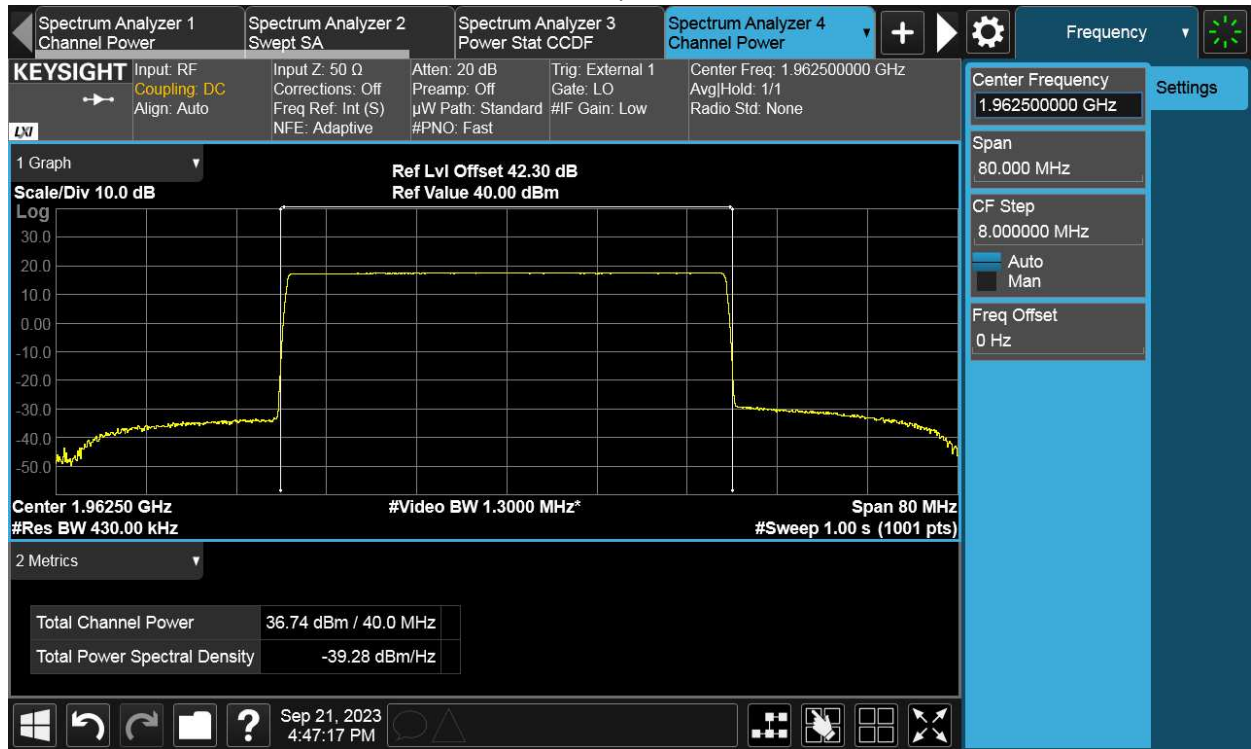 Spectrum Analyzer 1
Channel Power
Spectrum Analyzer 2
Swept SA
Spectrum Analyzer 3
Power Stat CCDF
Spectrum Analyzer 4
Channel Power
Frequency
KEYSIGHT
LXI
Input: RF
Coupling: DC
Align: Auto
Input Z: 50 Ω
Corrections: Off
Freq Ref: Int (S)
NFE: Adaptive
Atten: 20 dB
Preamp: Off
µW Path: Standard
#PNO: Fast
Trig: External 1
Gate: LO
#IF Gain: Low
Center Freq: 1.962500000 GHz
Avg|Hold: 1/1
Radio Std: None
Center Frequency
1.962500000 GHz
Settings
Span
80.000 MHz
CF Step
8.000000 MHz
Auto
Man
Freq Offset
0 Hz
1 Graph
Scale/Div 10.0 dB
Ref Lvl Offset 42.30 dB
Ref Value 40.00 dBm
Log
30.0
20.0
10.0
0.00
-10.0
-20.0
-30.0
-40.0
-50.0
Center 1.96250 GHz
#Video BW 1.3000 MHz*
Span 80 MHz
#Res BW 430.00 kHz
#Sweep 1.00 s (1001 pts)
2 Metrics
Total Channel Power 36.74 dBm / 40.0 MHz
Total Power Spectral Density -39.28 dBm/Hz
?
Sep 21, 2023
4:47:17 PM